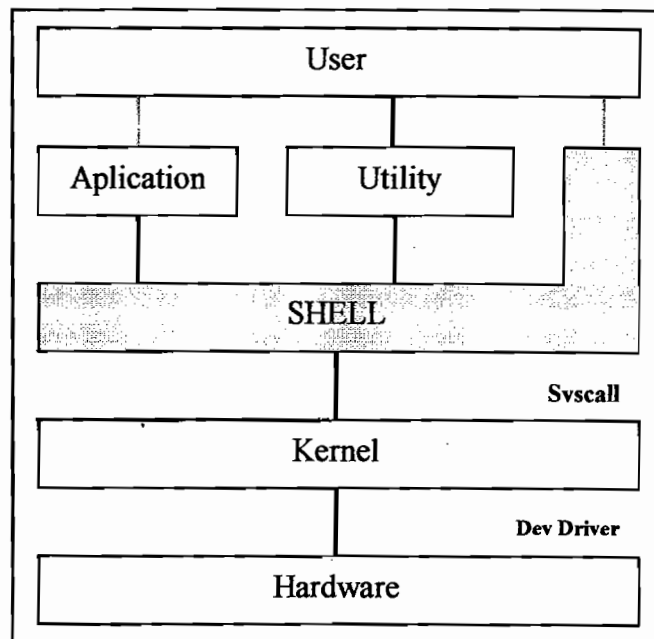 User
Aplication
Utility
SHELL
Svscall
Kernel
Dev Driver
Hardware